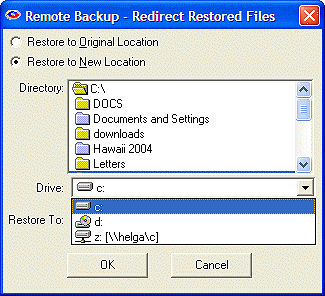 Remote Backup - Redirect Restored Files
Restore to Original Location
Restore to New Location
Directory:
C:\
DOCS
Documents and Settings
downloads
Hawaii 2004
Letters
Drive:
c:
Restore To:
c:
d:
z: [\\helga\c]
OK
Cancel